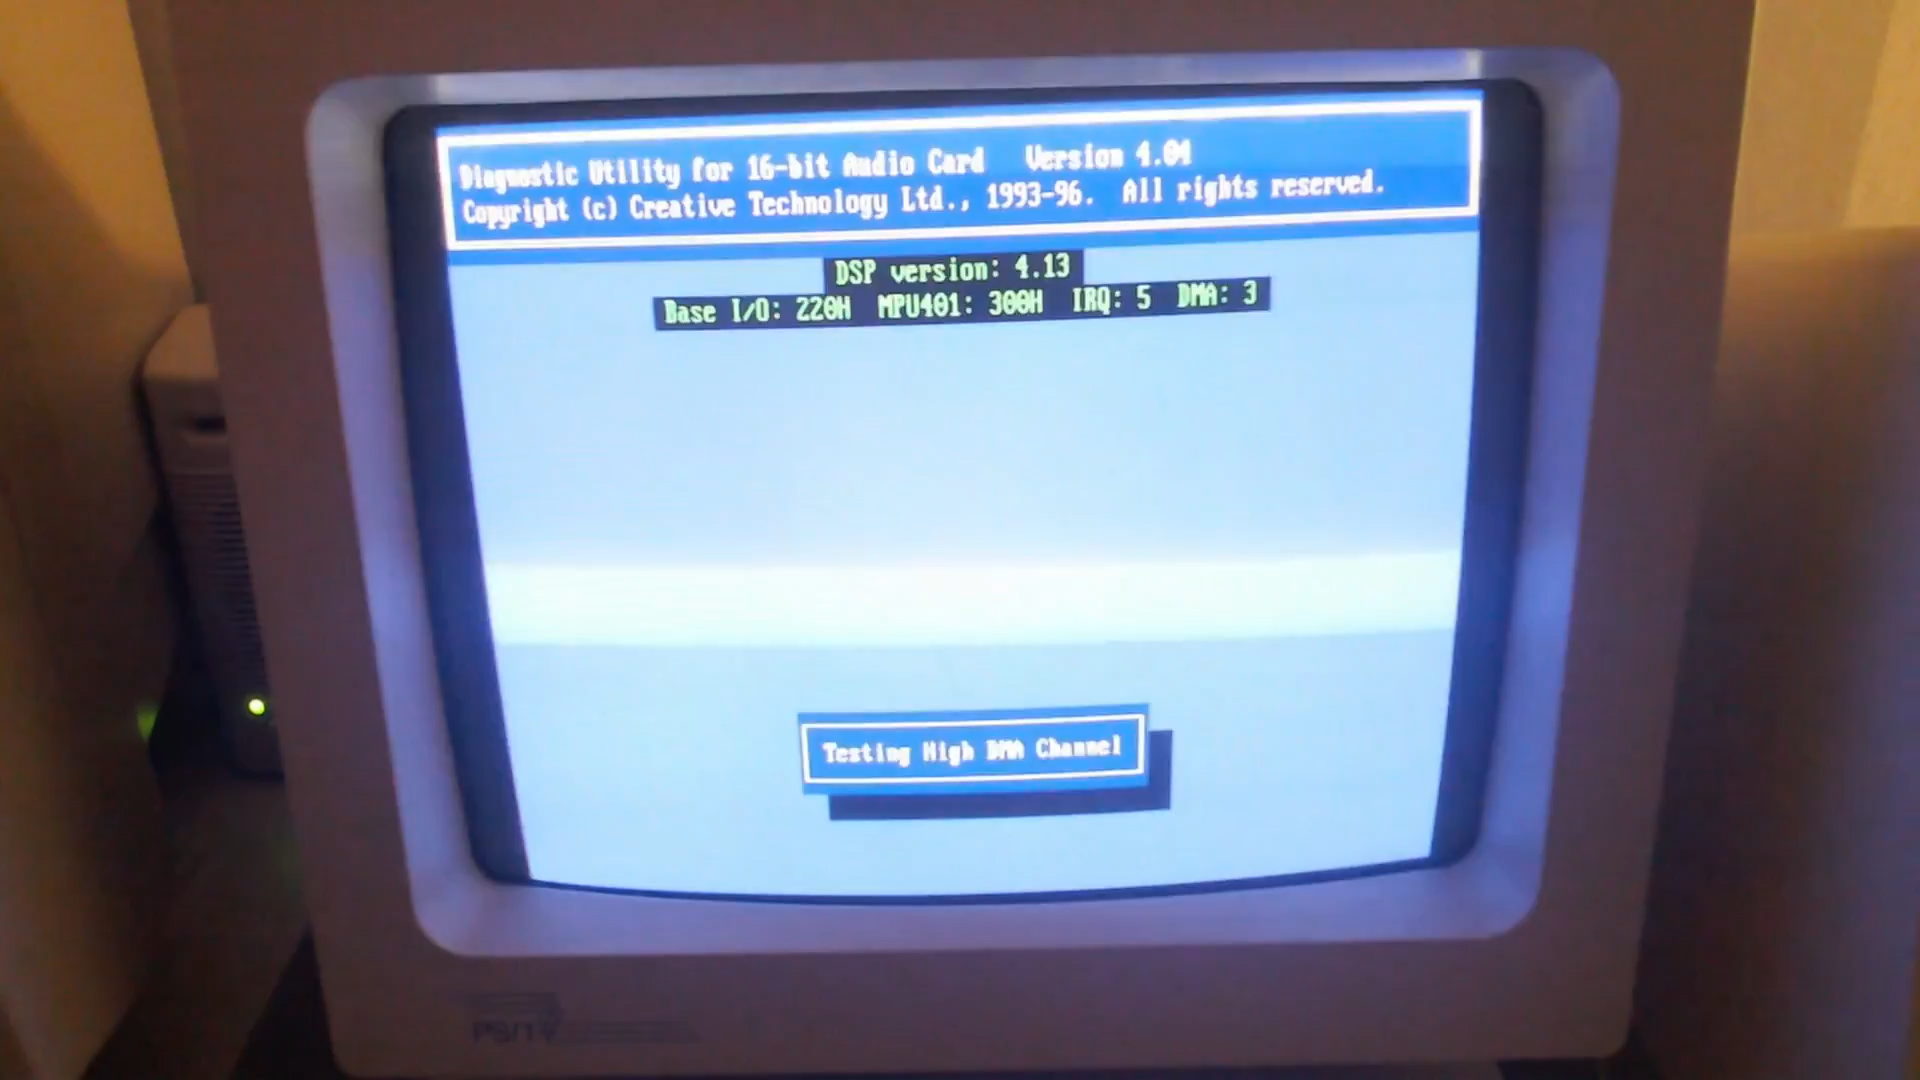 Diagnostic Utility for 16-bit Audio Card Version 4.04
Copyright (c) Creative Technology Ltd., 1993-96. All rights reserved.
DSP version: 4.13
Base I/O: 220H MPU401: 300H IRQ: 5 DMA: 3
Testing High DMA Channel
PS/1